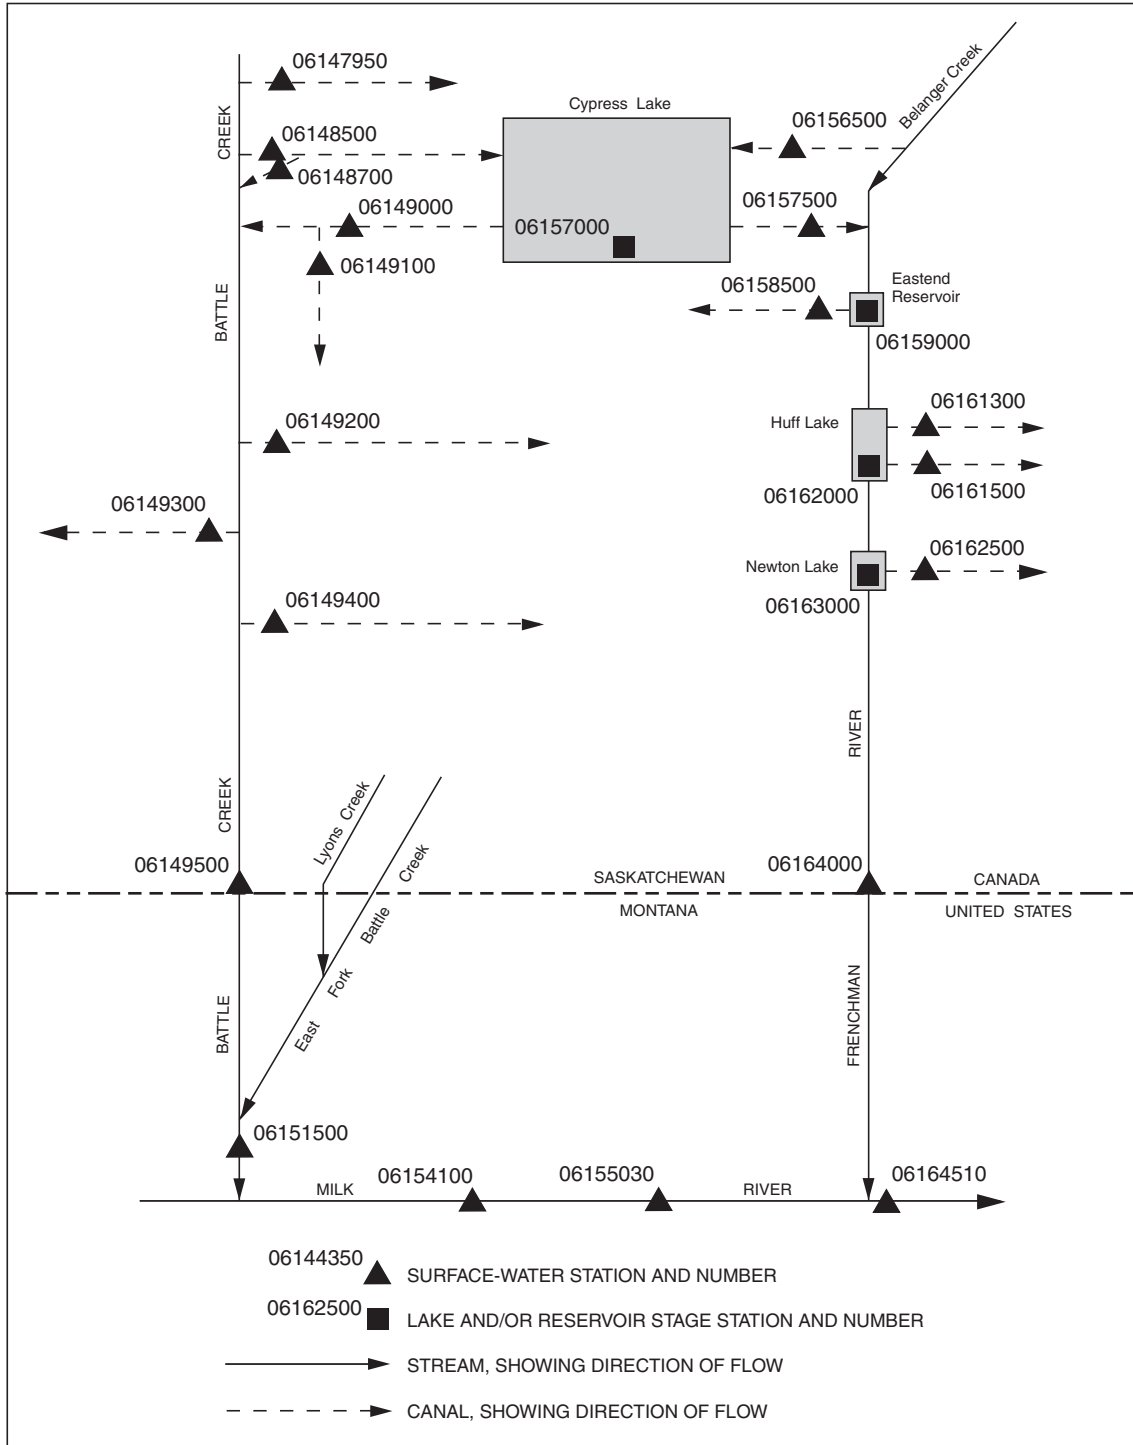 06147950
Belanger Creek
Cypress Lake
CREEK
06148500
06156500
06148700
06149000
06157000
06157500
06149100
06158500
Eastend
Reservoir
BATTLE
06159000
06149200
Huff Lake
06161300
06162000
06161500
06149300
Newton Lake
06162500
06149400
06163000
RIVER
CREEK
Lyons Creek
06149500
06164000
SASKATCHEWAN
CANADA
MONTANA
UNITED STATES
East Fork Battle Creek
BATTLE
FRENCHMAN
06151500
MILK
06154100
06155030
RIVER
06164510
06144350
SURFACE-WATER STATION AND NUMBER
06162500
LAKE AND/OR RESERVOIR STAGE STATION AND NUMBER
STREAM, SHOWING DIRECTION OF FLOW
CANAL, SHOWING DIRECTION OF FLOW